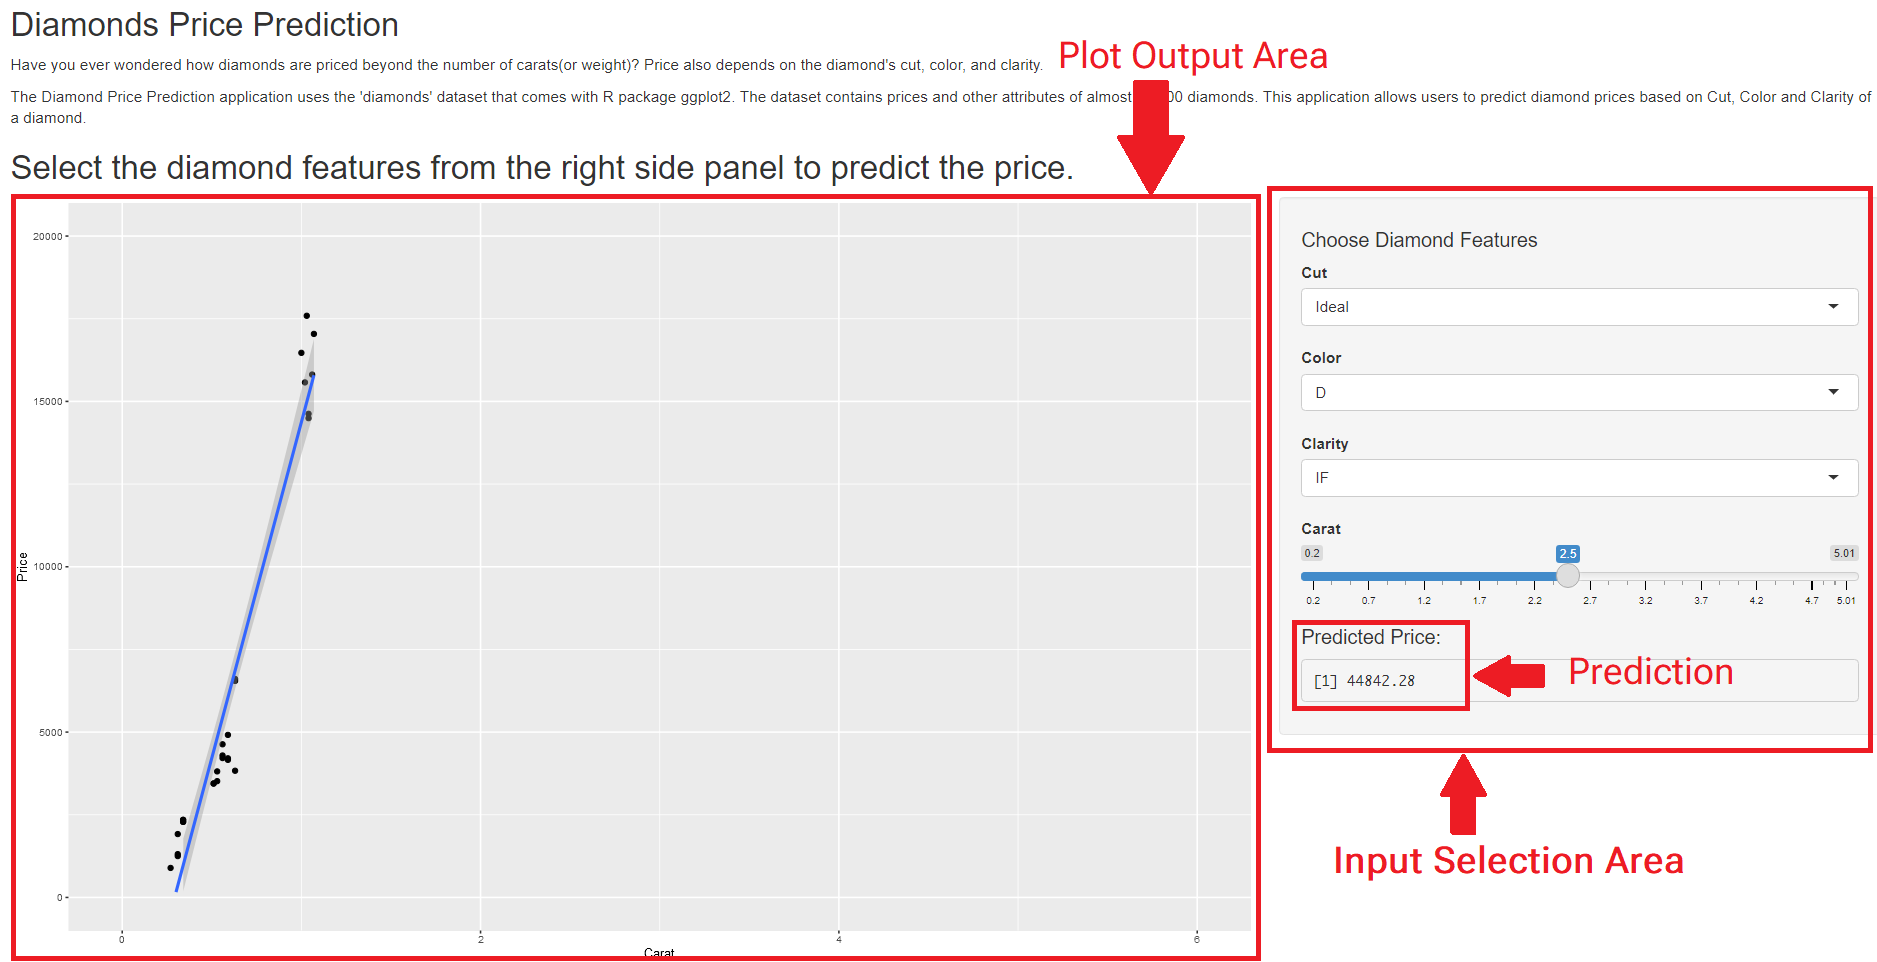 Diamonds Price Prediction
Have you ever wondered how diamonds are priced beyond the number of carats(or weight)? Price also depends on the diamond's cut, color, and clarity.
Plot Output Area
The Diamond Price Prediction application uses the 'diamonds' dataset that comes with R package ggplot2. The dataset contains prices and other attributes of almost 00 diamonds. This application allows users to predict diamond prices based on Cut, Color and Clarity of
a diamond.
Select the diamond features from the right side panel to predict the price.
20000
15000
10000
5000
0
Price
0 2 4 6
Carat
Choose Diamond Features
Cut
Ideal
Color
D
Clarity
IF
Carat
0.2 2.5 5.01
0.2 0.7 1.2 1.7 2.2 2.7 3.2 3.7 4.2 4.7 5.01
Predicted Price:
[1] 44842.28
Prediction
Input Selection Area